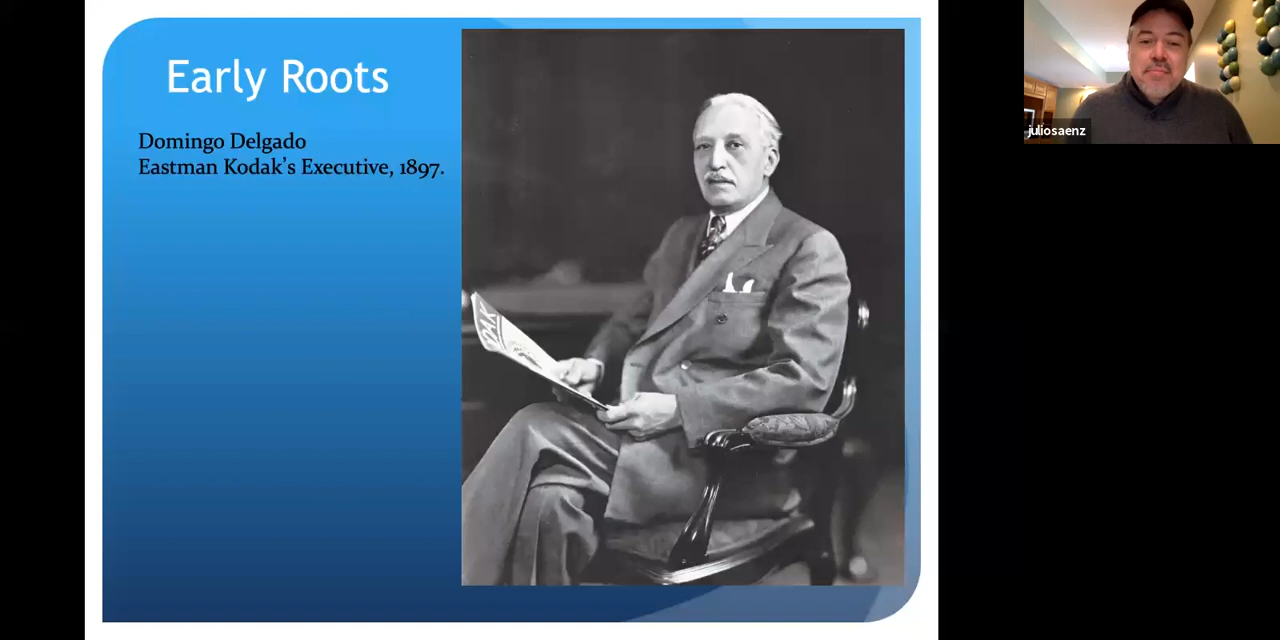 Early Roots
Domingo Delgado
Eastman Kodak's Executive, 1897.
juliosaenz